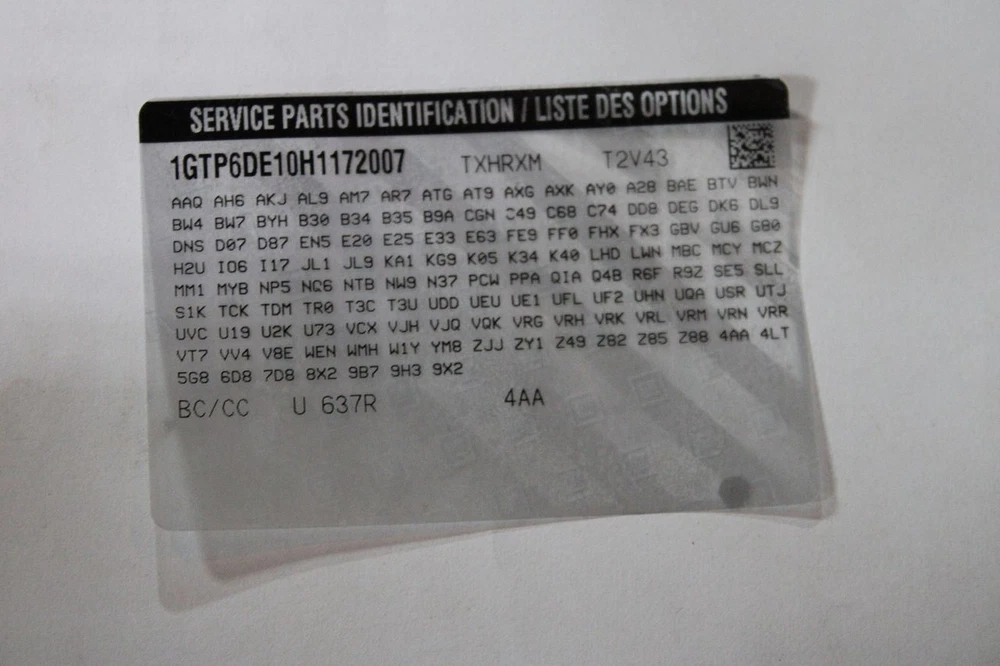 SERVICE PARTS IDENTIFICATION / LISTE DES OPTIONS
1GTP6DE10H1172007 TXHRXM T2V43
AAQ AH6 AKJ AL9 AM7 AR7 ATG AT9 AXG AXK AY0 A28 BAE BTV BWN
BW4 BW7 BYH B30 B34 B35 B9A CGN C49 C68 C74 DD8 DEG DK6 DL9
DNS D07 D87 EN5 E20 E25 E33 E63 FE9 FF0 FHX FX3 GBV GU6 G80
H2U IO6 I17 JL1 JL9 KA1 KG9 K05 K34 K40 LHD LWN MBC MCY MCZ
MM1 MYB NP5 NQ6 NTB NW9 N37 PCW PPA QIA Q4B R6F R9Z SE5 SLL
S1K TCK TDM TR0 T3C T3U UDD UEU UE1 UFL UF2 UHN UQA USR UTJ
UVC U19 U2K U73 VCX VJH VJQ VQK VRG VRH VRK VRL VRM VRN VRR
VT7 VV4 V8E WEN WMH W1Y YM8 ZJJ ZY1 Z49 Z82 Z85 Z88 4AA 4LT
5G8 6D8 7D8 8X2 9B7 9H3 9X2
BC/CC U 637R 4AA